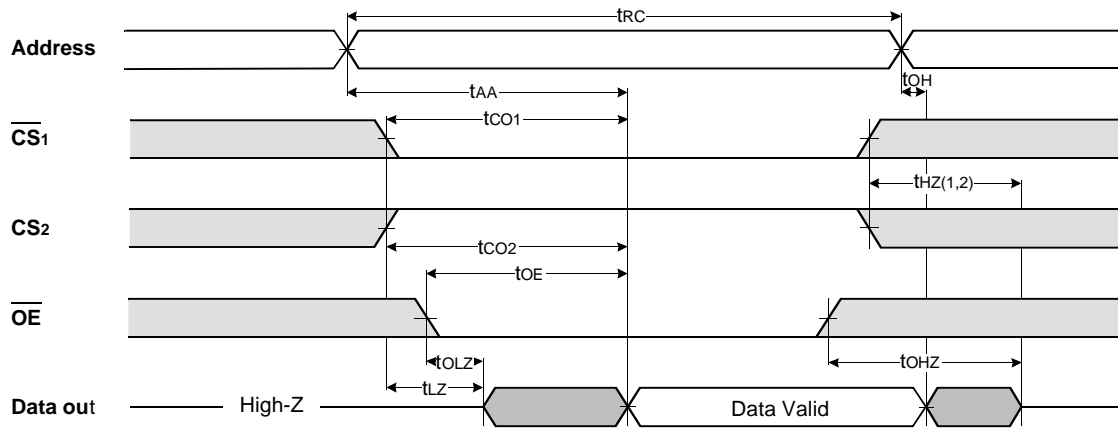 tRC
Address
tOH
tAA
tCO1
CS1
tHZ(1,2)
CS2
tCO2
tOE
OE
tOLZ
tOHZ
tLZ
Data out
High-Z
Data Valid